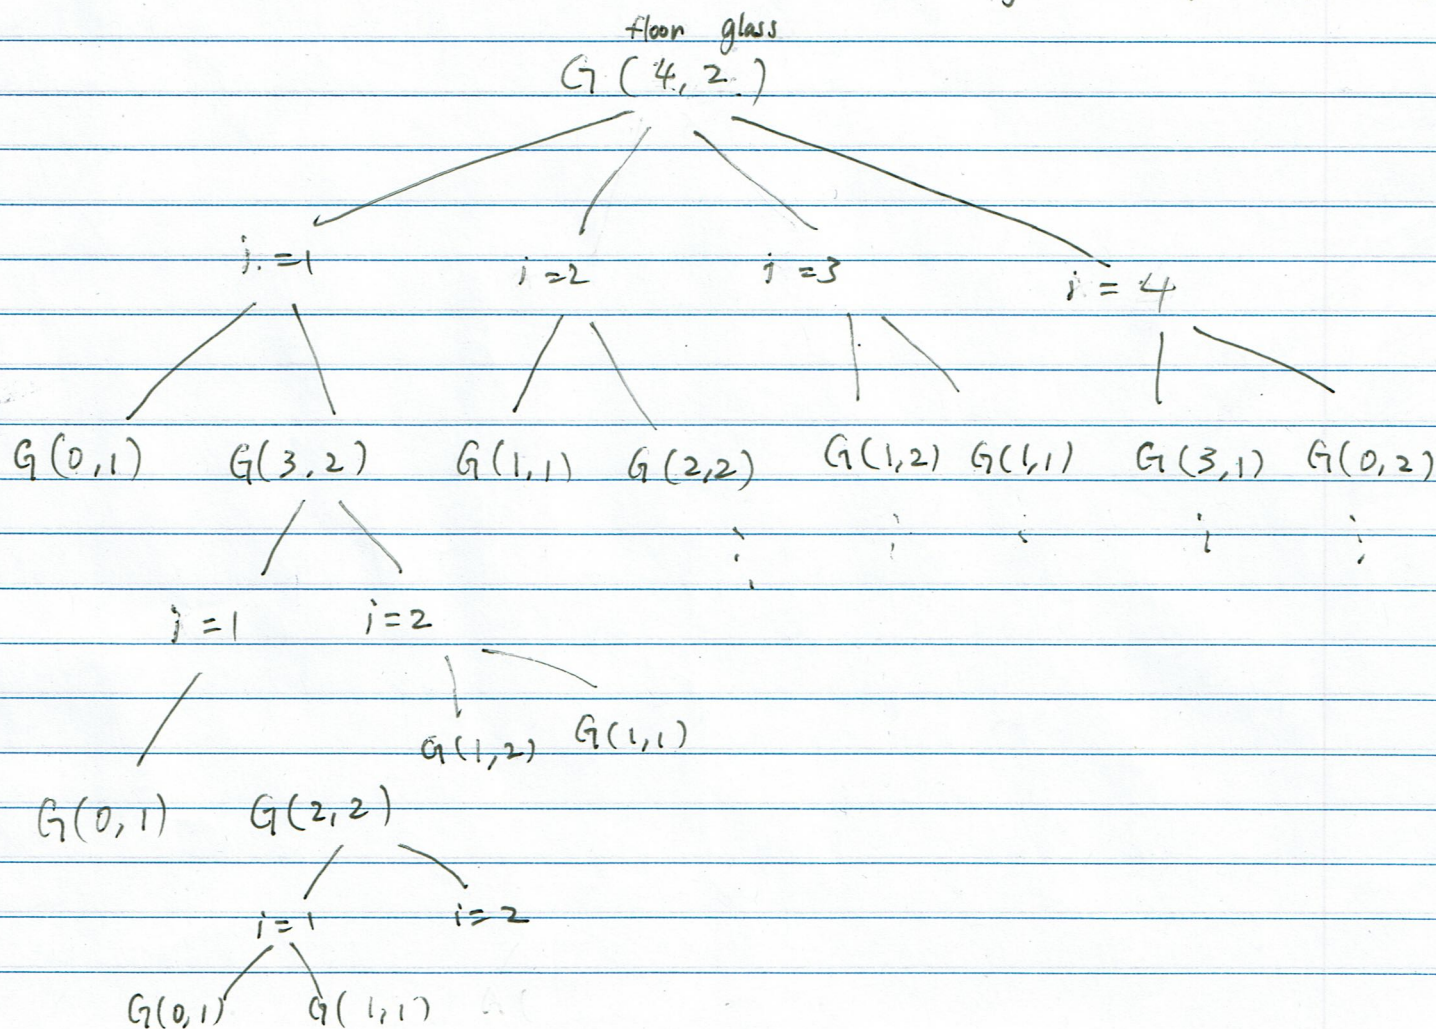 floor glass
G(4,2)
i=1 i=2 i=3 i=4
G(0,1) G(3,2) G(1,1) G(2,2) G(1,2) G(1,1) G(3,1) G(0,2)
i=1 i=2
G(1,2) G(1,1)
G(0,1) G(2,2)
i=1 i=2
G(0,1) G(1,1)